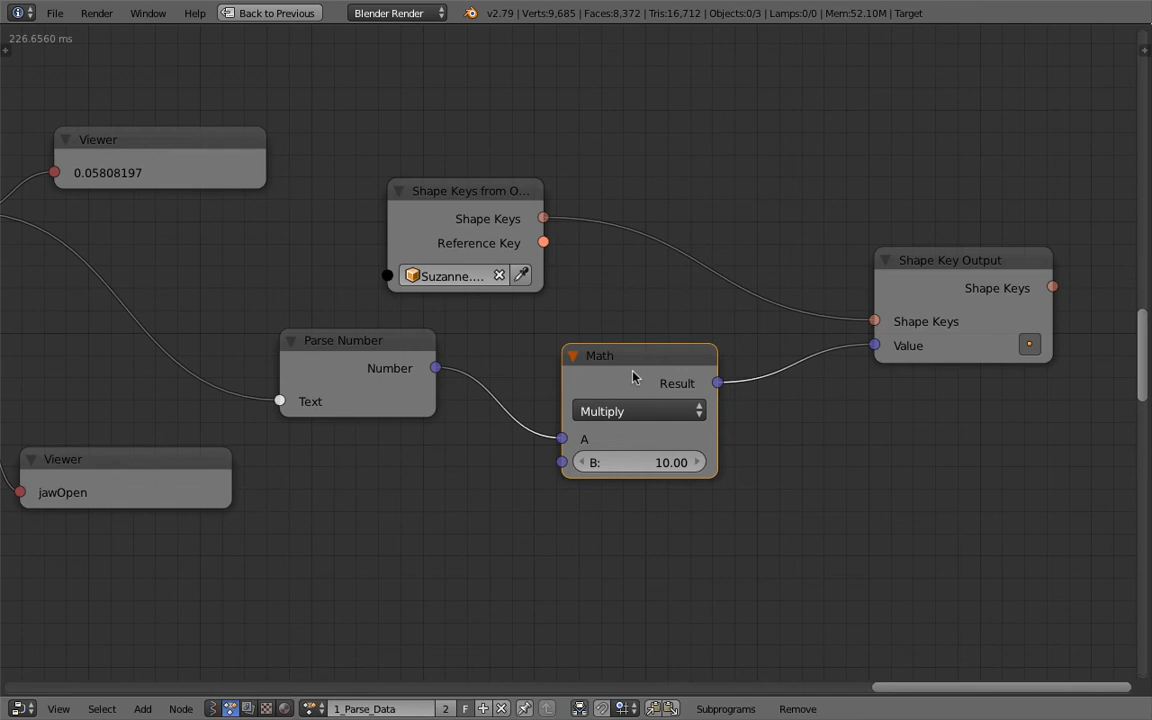 File Render Window Help Back to Previous Blender Render v2.79 | Verts:9,685 | Faces:8,372 | Tris:16,712 | Objects:0/3 | Lamps:0/0 | Mem:52.10M | Target
226.6560 ms
Viewer
0.05808197
Shape Keys from O...
Shape Keys
Reference Key
Suzanne....
Shape Key Output
Shape Keys
Shape Keys
Value
Parse Number
Number
Text
Math
Result
Multiply
A
B: 10.00
Viewer
jawOpen
View Select Add Node 1_Parse_Data 2 F Subprograms Remove